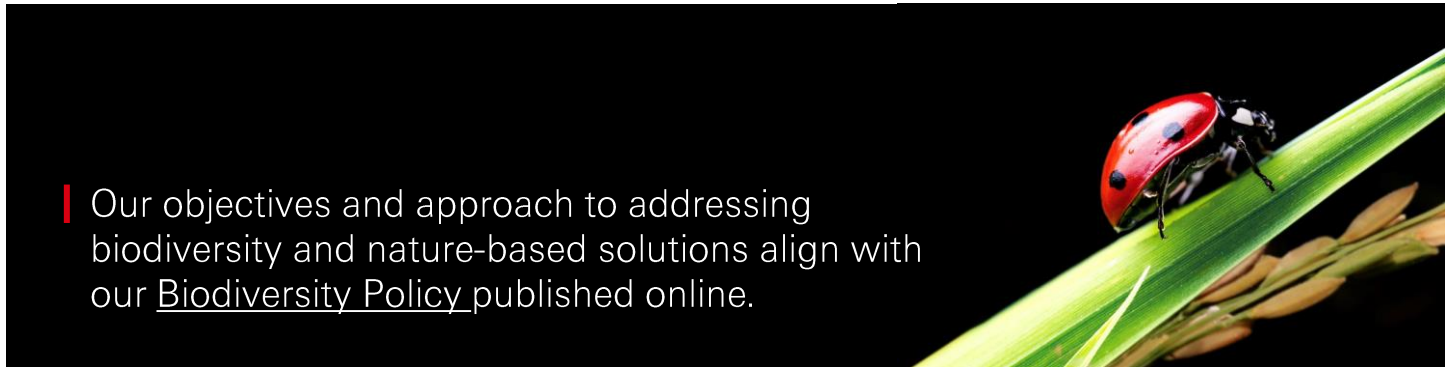 Our objectives and approach to addressing
biodiversity and nature-based solutions align with
our Biodiversity Policy published online.